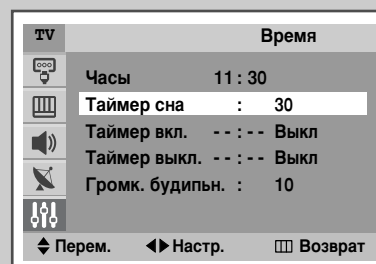 TV Время
Часы 11 : 30
Таймер сна : 30
Таймер вкл. - - : - - Выкл
Таймер выкл. - - : - - Выкл
Громк. будипьн. : 10
Перем. Настр. Возврат